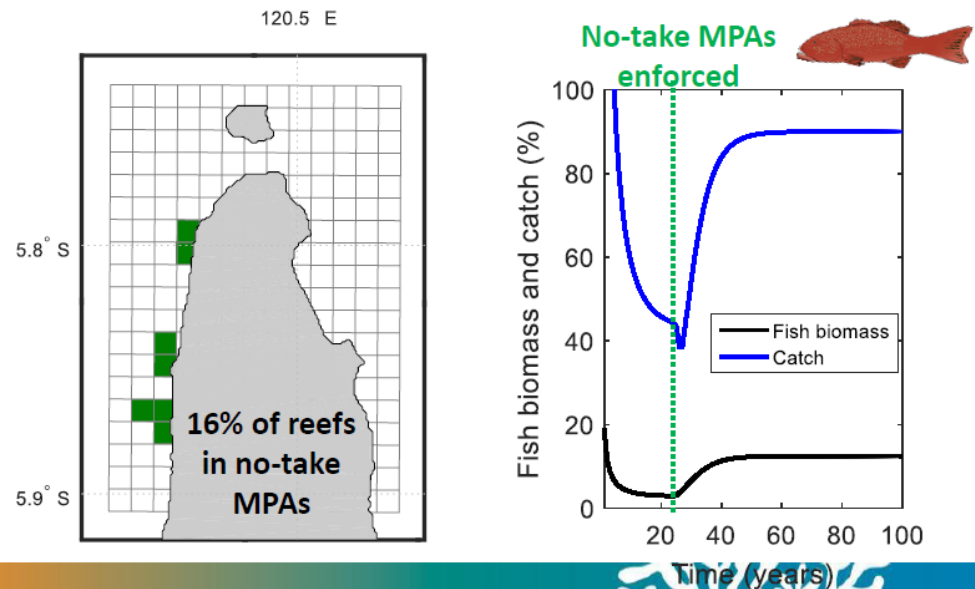 120.5 E
5.8° S
5.9° S
16% of reefs
in no-take
MPAs
No-take MPAs
enforced
Fish biomass and catch (%)
100
80
60
40
20
0
Fish biomass
Catch
20
40
60
80
100
Time (years)